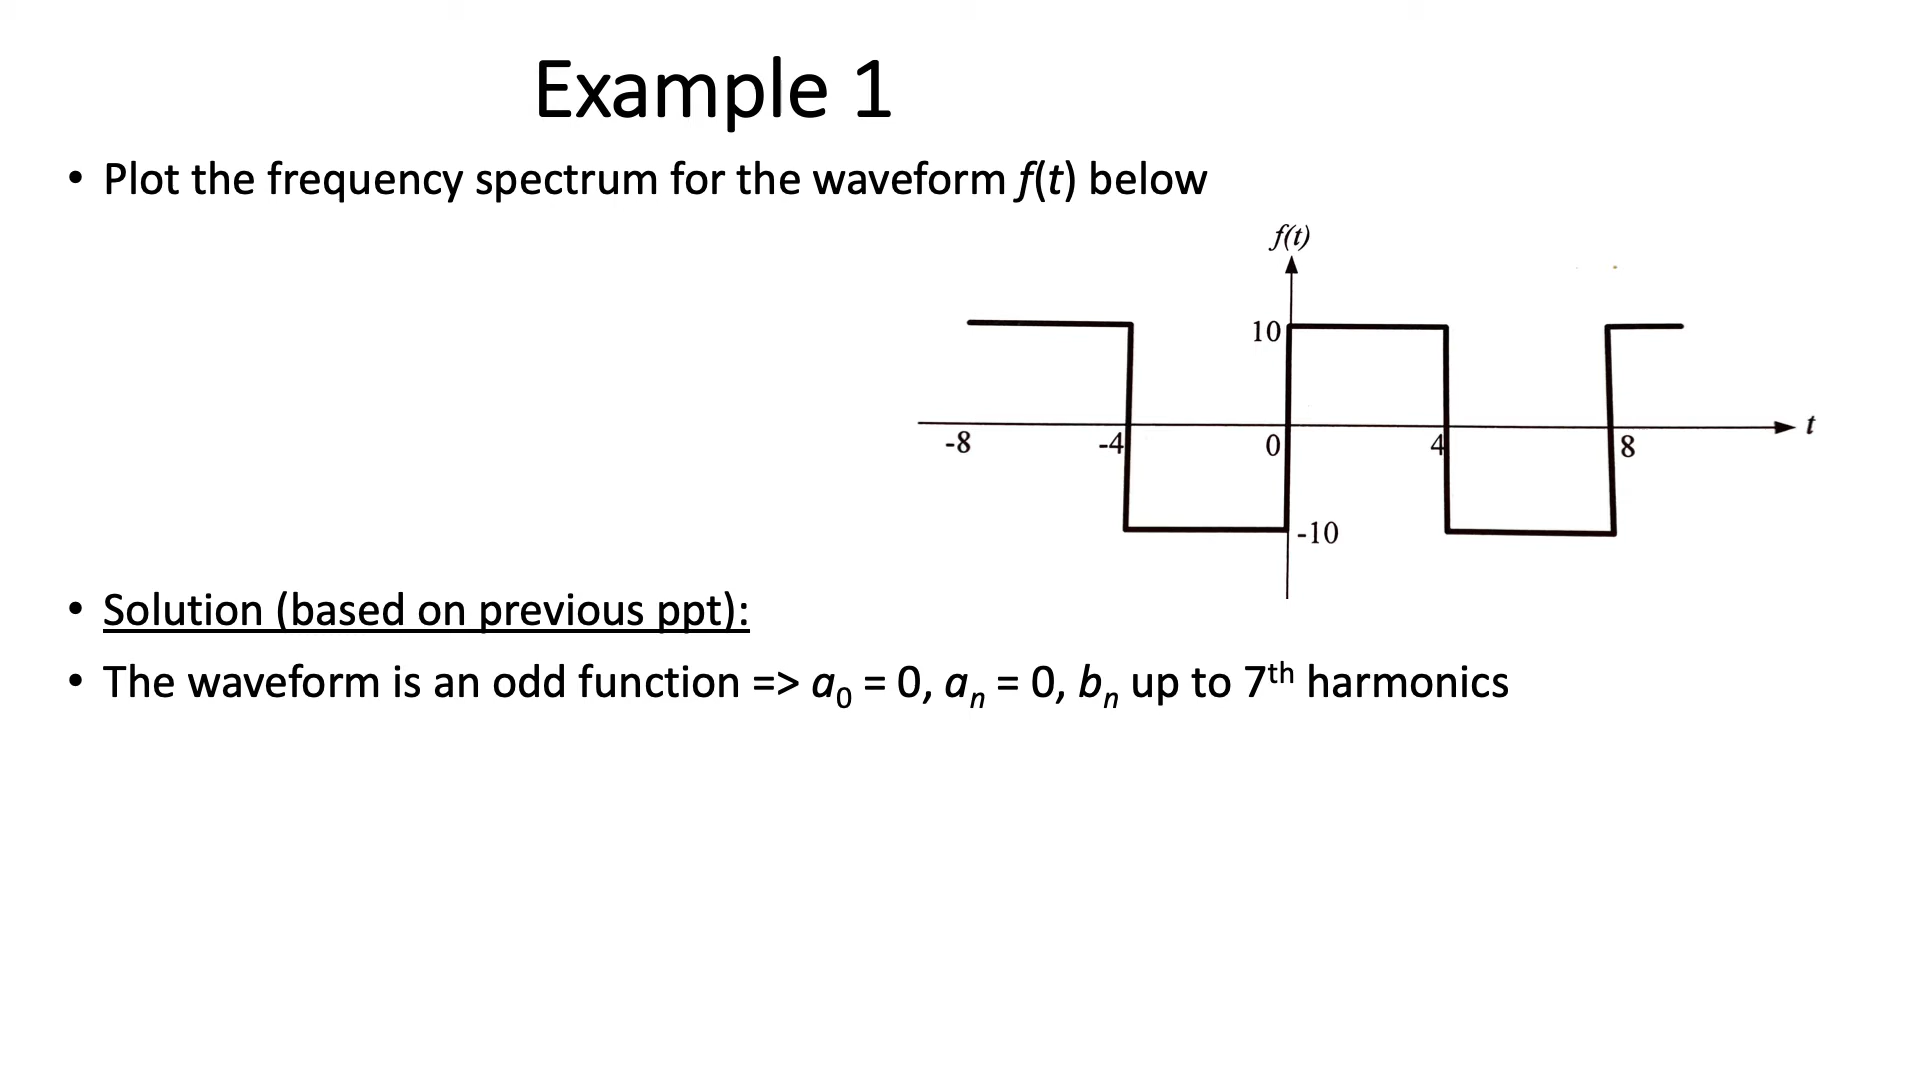 Example 1
• Plot the frequency spectrum for the waveform f(t) below
f(t)
10
-8 -4 0 4 8 t
-10
• Solution (based on previous ppt):
• The waveform is an odd function => a₀ = 0, aₙ = 0, bₙ up to 7ᵗʰ harmonics